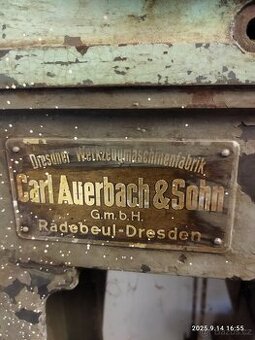 Dresdner Werkzeugmaschinenfabrik.
Carl Auerbach & Sohn
G.m.b.H.
Radebeul-Dresden
2025.9.14 16:55